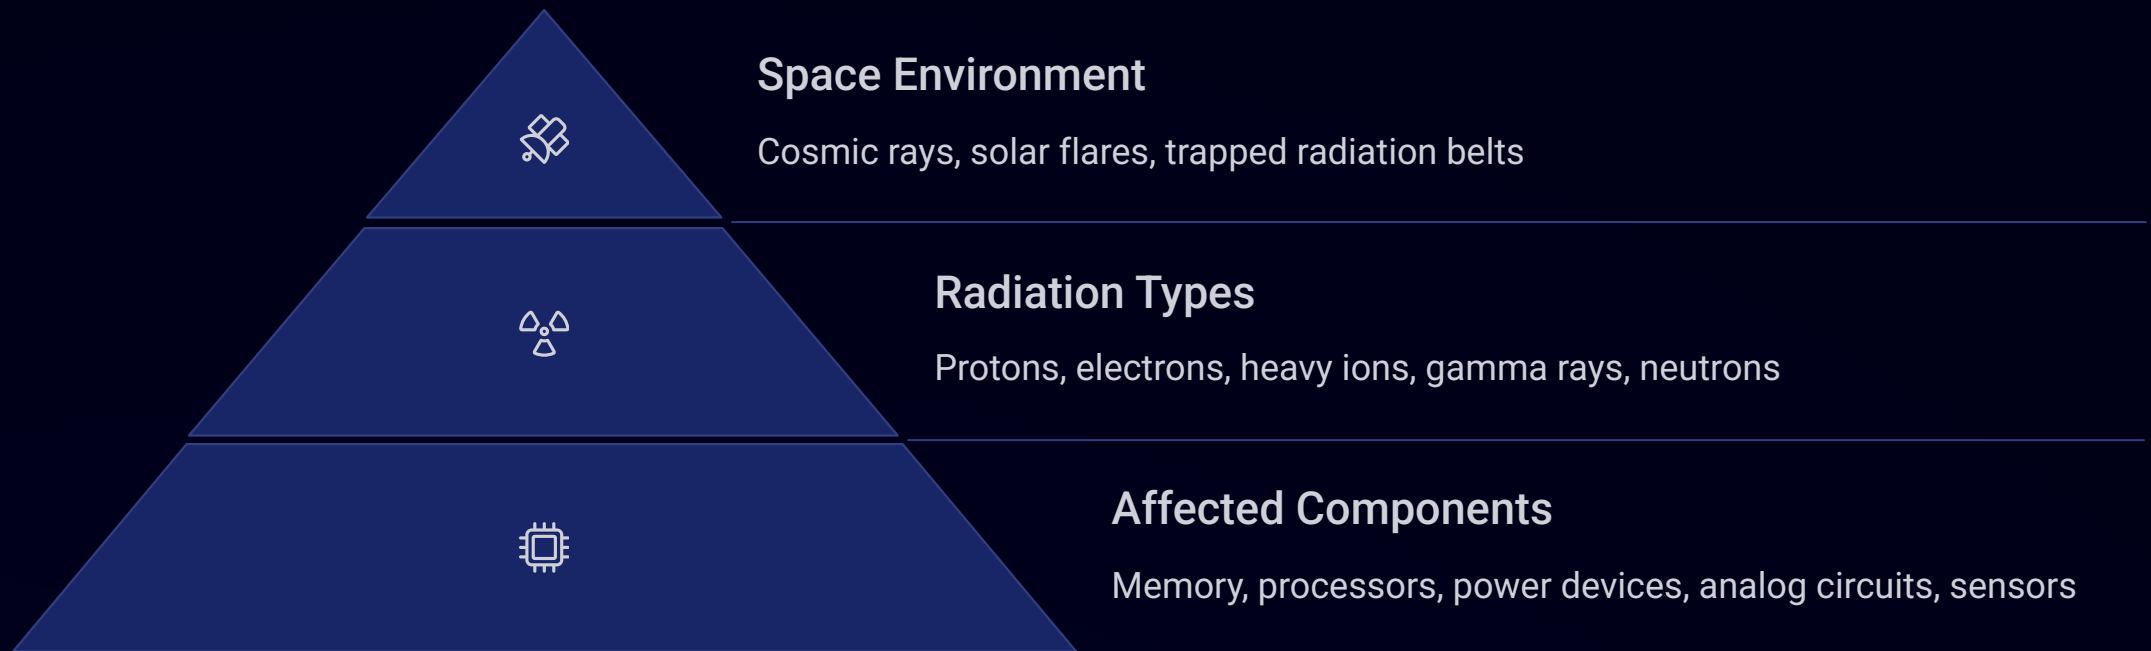 Space Environment
Cosmic rays, solar flares, trapped radiation belts
Radiation Types
Protons, electrons, heavy ions, gamma rays, neutrons
Affected Components
Memory, processors, power devices, analog circuits, sensors